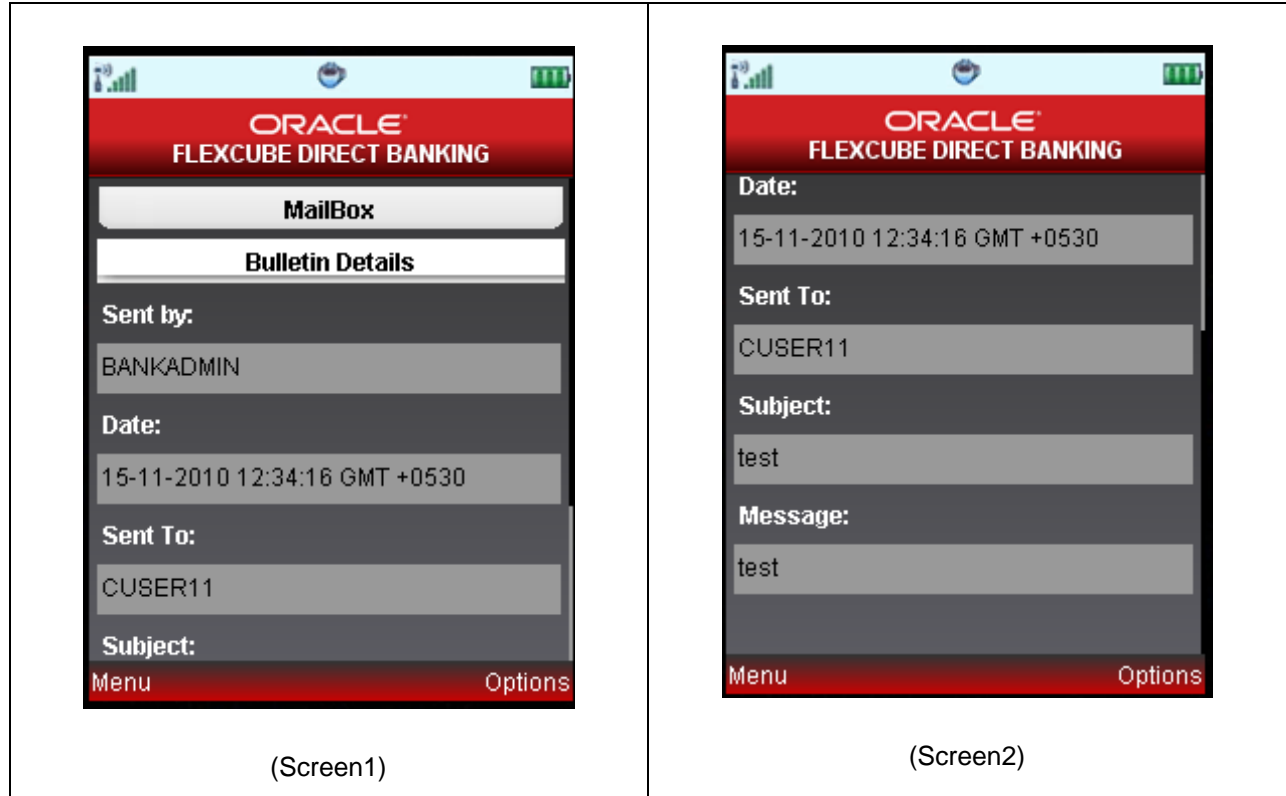 ORACLE
FLEXCUBE DIRECT BANKING
MailBox
Bulletin Details
Sent by:
BANKADMIN
Date:
15-11-2010 12:34:16 GMT +0530
Sent To:
CUSER11
Subject:
Menu Options
(Screen1)
ORACLE
FLEXCUBE DIRECT BANKING
Date:
15-11-2010 12:34:16 GMT +0530
Sent To:
CUSER11
Subject:
test
Message:
test
Menu Options
(Screen2)